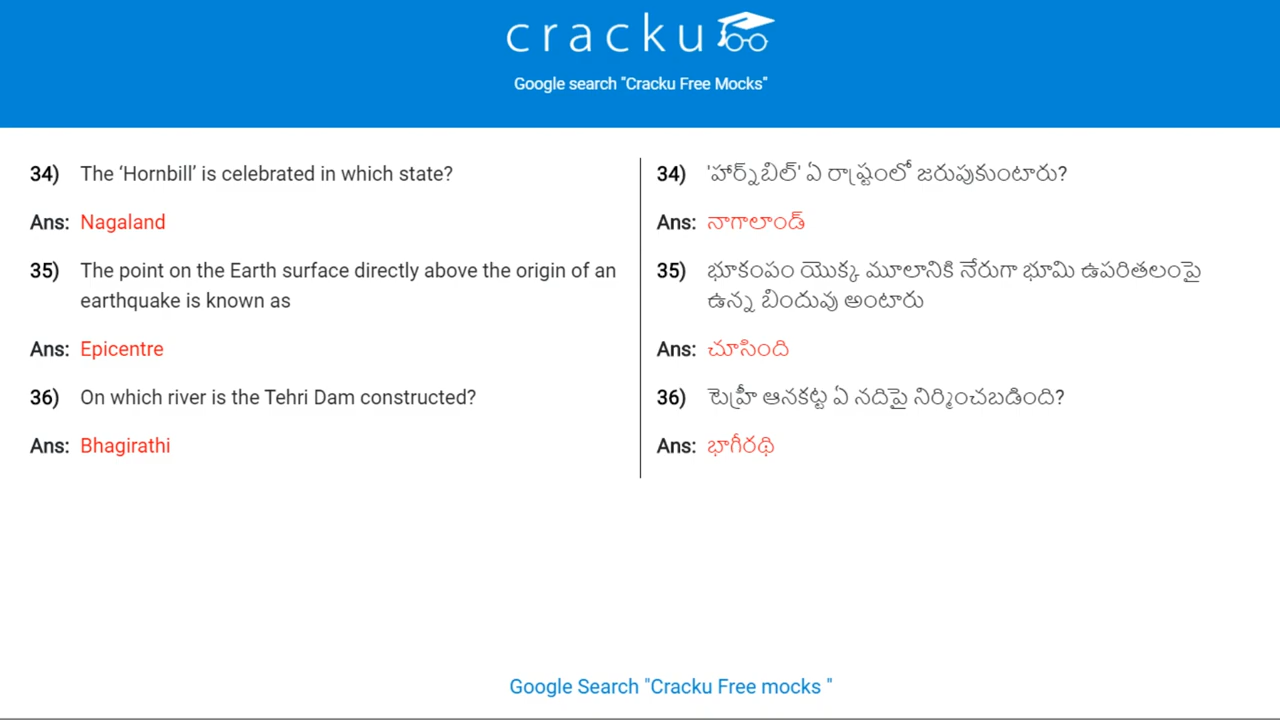 cracku
Google search "Cracku Free Mocks"
34) The ‘Hornbill’ is celebrated in which state?
Ans: Nagaland
35) The point on the Earth surface directly above the origin of an
earthquake is known as
Ans: Epicentre
36) On which river is the Tehri Dam constructed?
Ans: Bhagirathi
34) 'హార్న్‌బిల్' ఏ రాష్ట్రంలో జరుపుకుంటారు?
Ans: నాగాలాండ్
35) భూకంపం యొక్క మూలానికి నేరుగా భూమి ఉపరితలంపై
ఉన్న బిందువు అంటారు
Ans: చూసింది
36) టెహ్రీ ఆనకట్ట ఏ నదిపై నిర్మించబడింది?
Ans: భాగీరథి
Google Search "Cracku Free mocks "